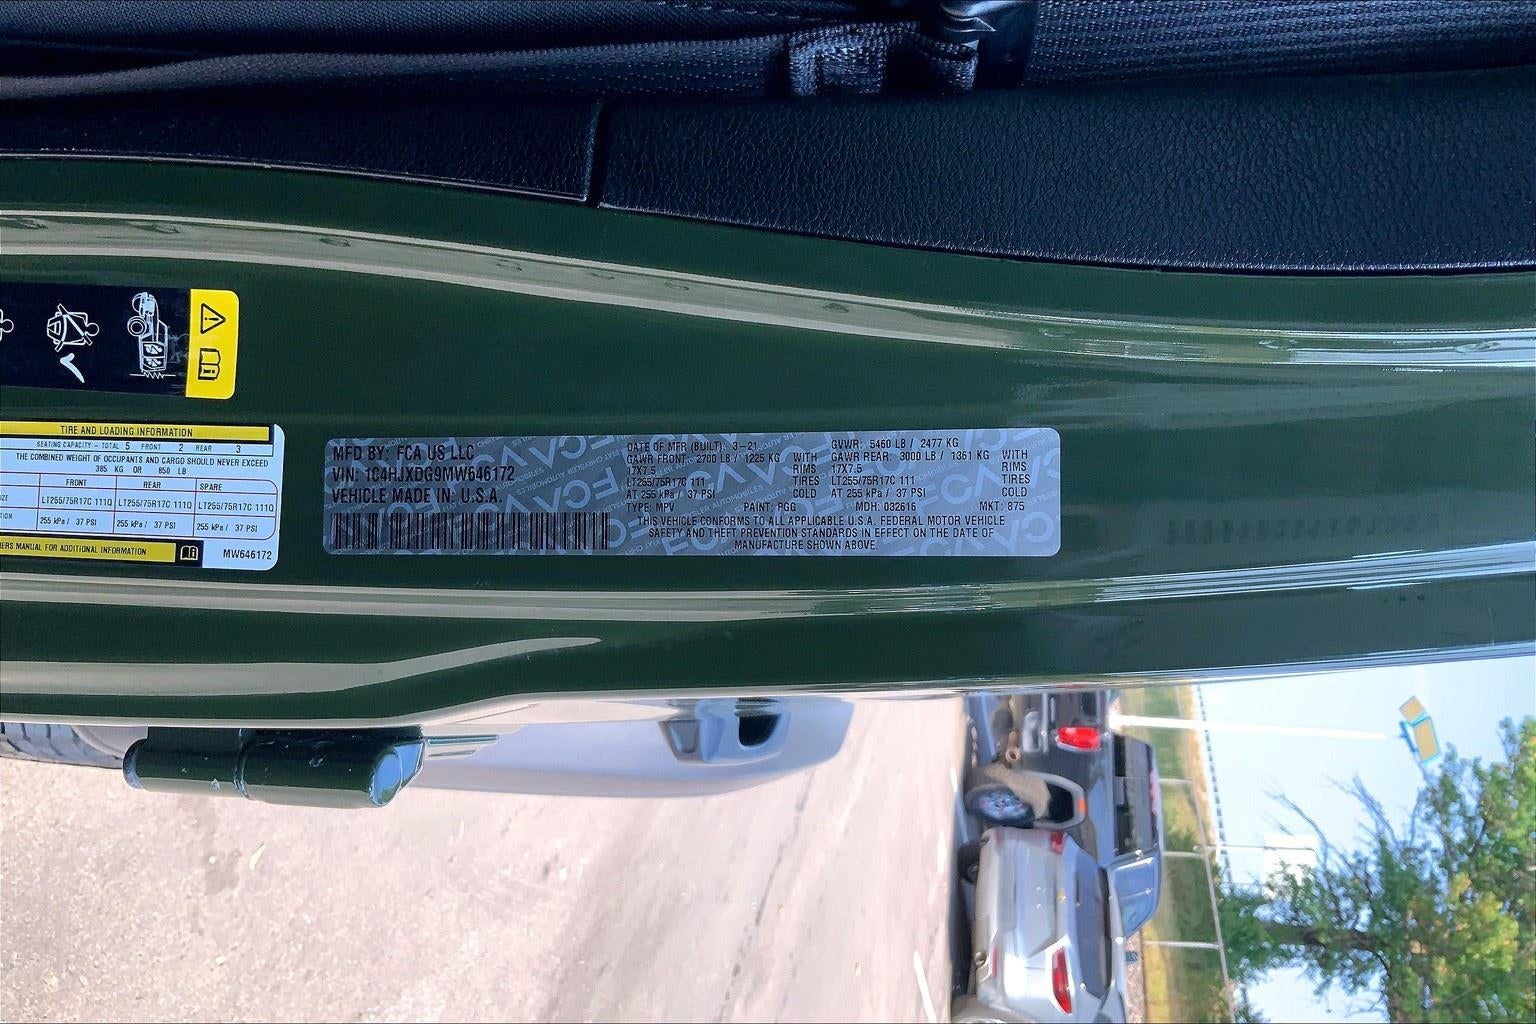 TIRE AND LOADING INFORMATION
SEATING CAPACITY - TOTAL 5 FRONT 2 REAR 3
THE COMBINED WEIGHT OF OCCUPANTS AND CARGO SHOULD NEVER EXCEED
385 KG OR 850 LB
FRONT REAR SPARE
LT255/75R17C 111Q LT255/75R17C 111Q LT255/75R17C 111Q
255 kPa / 37 PSI 255 kPa / 37 PSI 255 kPa / 37 PSI
MANUAL FOR ADDITIONAL INFORMATION
MW646172
MFD BY: FCA US LLC
VIN: 1C4HJXDG9MW646172
VEHICLE MADE IN: U.S.A.
DATE OF MFR (BUILT): 3-21 GVWR: 5460 LB / 2477 KG
GAWR FRONT: 2700 LB / 1225 KG WITH GAWR REAR: 3000 LB / 1361 KG WITH
17X7.5 RIMS 17X7.5 RIMS
LT255/75R17C 111 TIRES LT255/75R17C 111 TIRES
AT 255 kPa / 37 PSI COLD AT 255 kPa / 37 PSI COLD
TYPE: MPV PAINT: PGG MDH: 032616 MKT: 875
THIS VEHICLE CONFORMS TO ALL APPLICABLE U.S.A. FEDERAL MOTOR VEHICLE
SAFETY AND THEFT PREVENTION STANDARDS IN EFFECT ON THE DATE OF
MANUFACTURE SHOWN ABOVE.